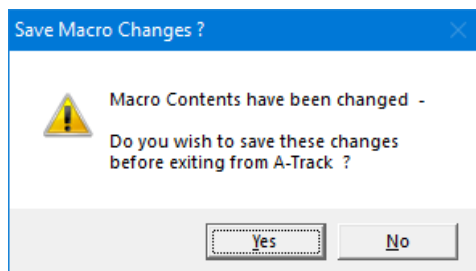 Save Macro Changes ?
Macro Contents have been changed  -
Do you wish to save these changes
before exiting from A-Track  ?
Yes
No